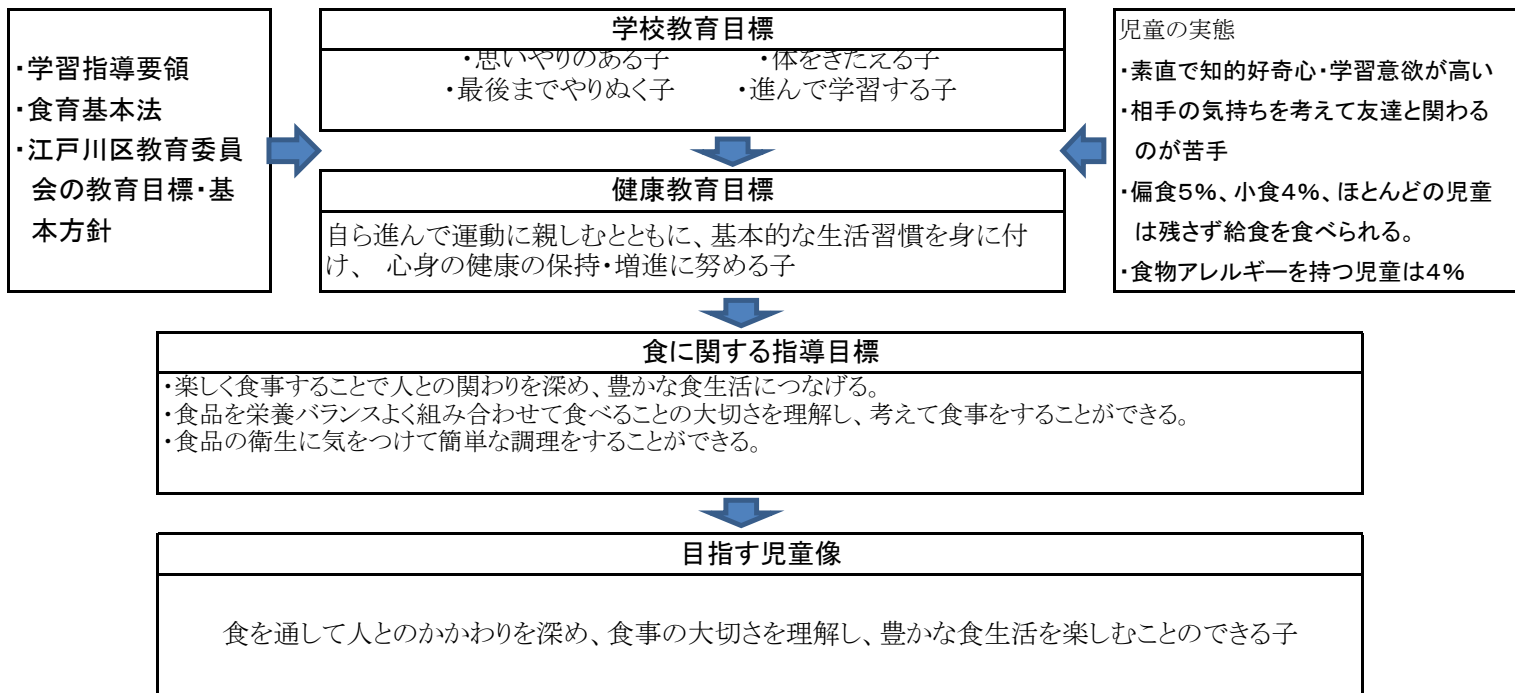 ・学習指導要領
・食育基本法
・江戸川区教育委員
会の教育目標・基
本方針
学校教育目標
・思いやりのある子　・体をきたえる子
・最後までやりぬく子　・進んで学習する子
児童の実態
・素直で知的好奇心・学習意欲が高い
・相手の気持ちを考えて友達と関わる
のが苦手
・偏食5%、小食4%、ほとんどの児童
は残さず給食を食べられる。
・食物アレルギーを持つ児童は4%
健康教育目標
自ら進んで運動に親しむとともに、基本的な生活習慣を身に付
け、 心身の健康の保持・増進に努める子
食に関する指導目標
・楽しく食事することで人との関わりを深め、豊かな食生活につなげる。
・食品を栄養バランスよく組み合わせて食べることの大切さを理解し、考えて食事をすることができる。
・食品の衛生に気をつけて簡単な調理をすることができる。
目指す児童像
食を通して人とのかかわりを深め、食事の大切さを理解し、豊かな食生活を楽しむことのできる子